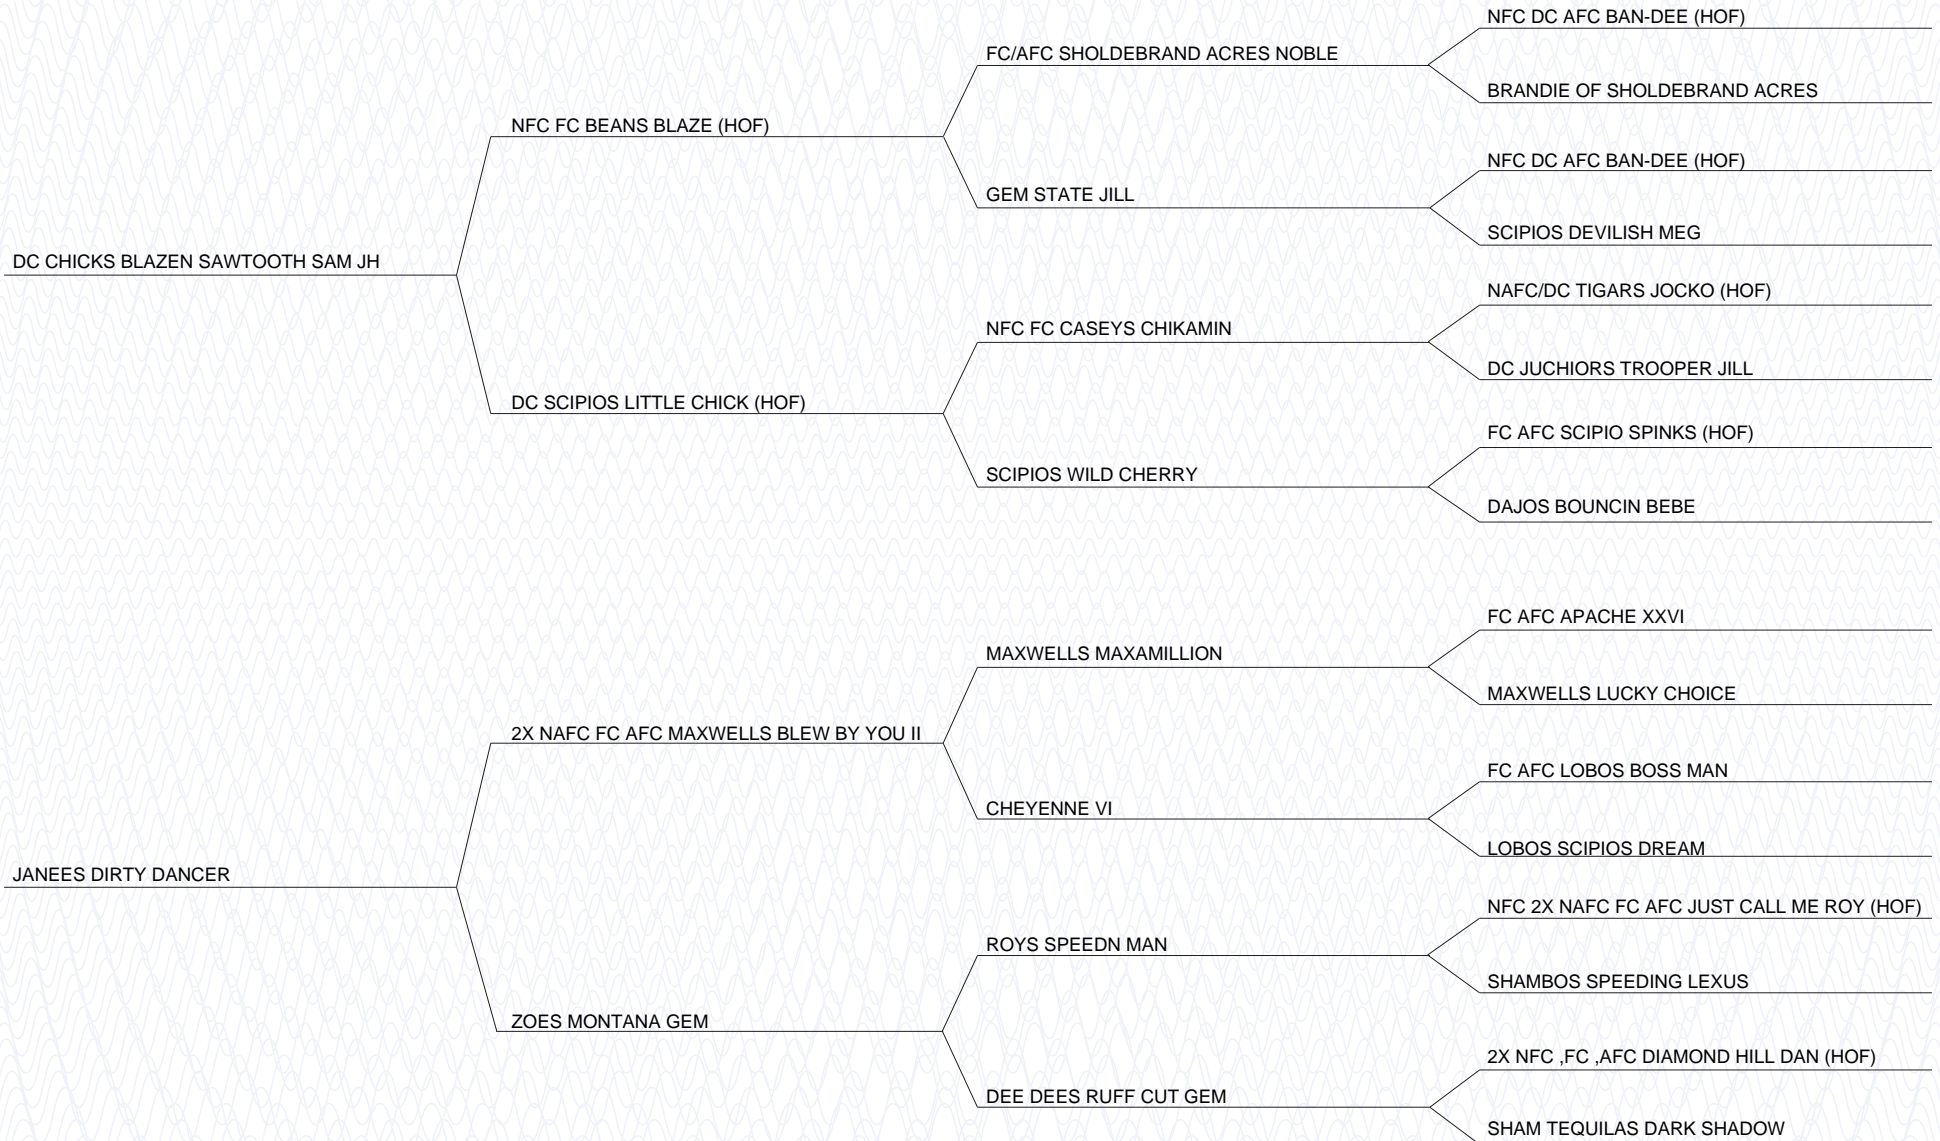 NFC DC AFC BAN-DEE (HOF)
FC/AFC SHOLDEBRAND ACRES NOBLE
BRANDIE OF SHOLDEBRAND ACRES
NFC FC BEANS BLAZE (HOF)
NFC DC AFC BAN-DEE (HOF)
GEM STATE JILL
SCIPIOS DEVILISH MEG
DC CHICKS BLAZEN SAWTOOTH SAM JH
NAFC/DC TIGARS JOCKO (HOF)
NFC FC CASEYS CHIKAMIN
DC JUCHIORS TROOPER JILL
DC SCIPIOS LITTLE CHICK (HOF)
FC AFC SCIPIO SPINKS (HOF)
SCIPIOS WILD CHERRY
DAJOS BOUNCIN BEBE
FC AFC APACHE XXVI
MAXWELLS MAXAMILLION
MAXWELLS LUCKY CHOICE
2X NAFC FC AFC MAXWELLS BLEW BY YOU II
FC AFC LOBOS BOSS MAN
CHEYENNE VI
LOBOS SCIPIOS DREAM
JANEES DIRTY DANCER
NFC 2X NAFC FC AFC JUST CALL ME ROY (HOF)
ROYS SPEEDN MAN
SHAMBOS SPEEDING LEXUS
ZOES MONTANA GEM
2X NFC ,FC ,AFC DIAMOND HILL DAN (HOF)
DEE DEES RUFF CUT GEM
SHAM TEQUILAS DARK SHADOW